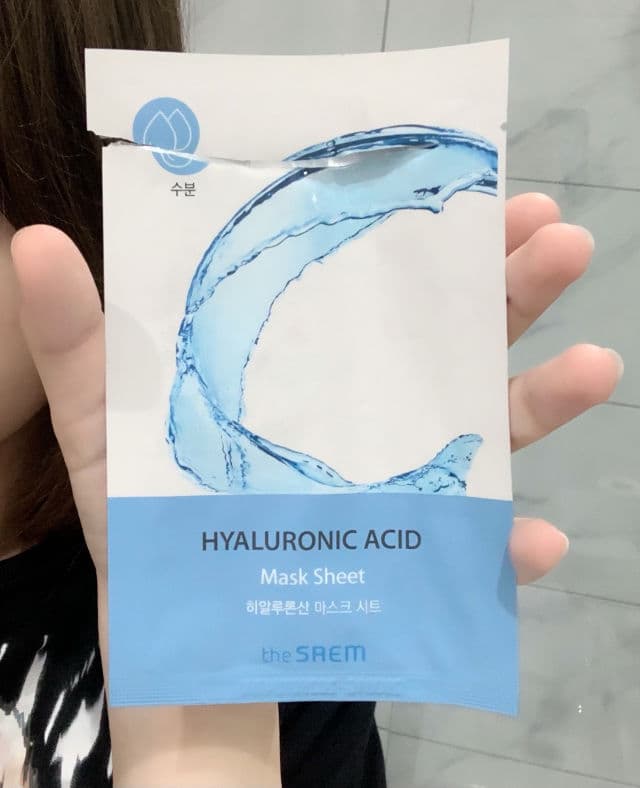 수분
HYALURONIC ACID
Mask Sheet
히알루론산 마스크 시트
the SAEM